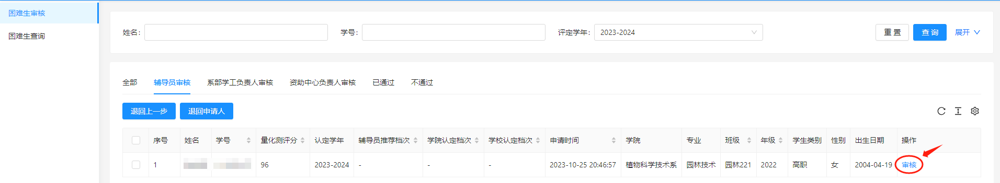 困难生审核
困难生查询
姓名: 学号: 评定学年: 2023-2024 重 置 查 询 展开
全部 辅导员审核 系部学工负责人审核 资助中心负责人审核 已通过 不通过
退回上一步 退回申请人
序号 姓名 学号 量化测评分 认定学年 辅导员推荐档次 学院认定档次 学校认定档次 申请时间 学院 专业 班级 年级 学生类别 性别 出生日期 操作
1 96 2023-2024 - - - 2023-10-25 20:46:57 植物科学技术系 园林技术 园林221 2022 高职 女 2004-04-19 审核